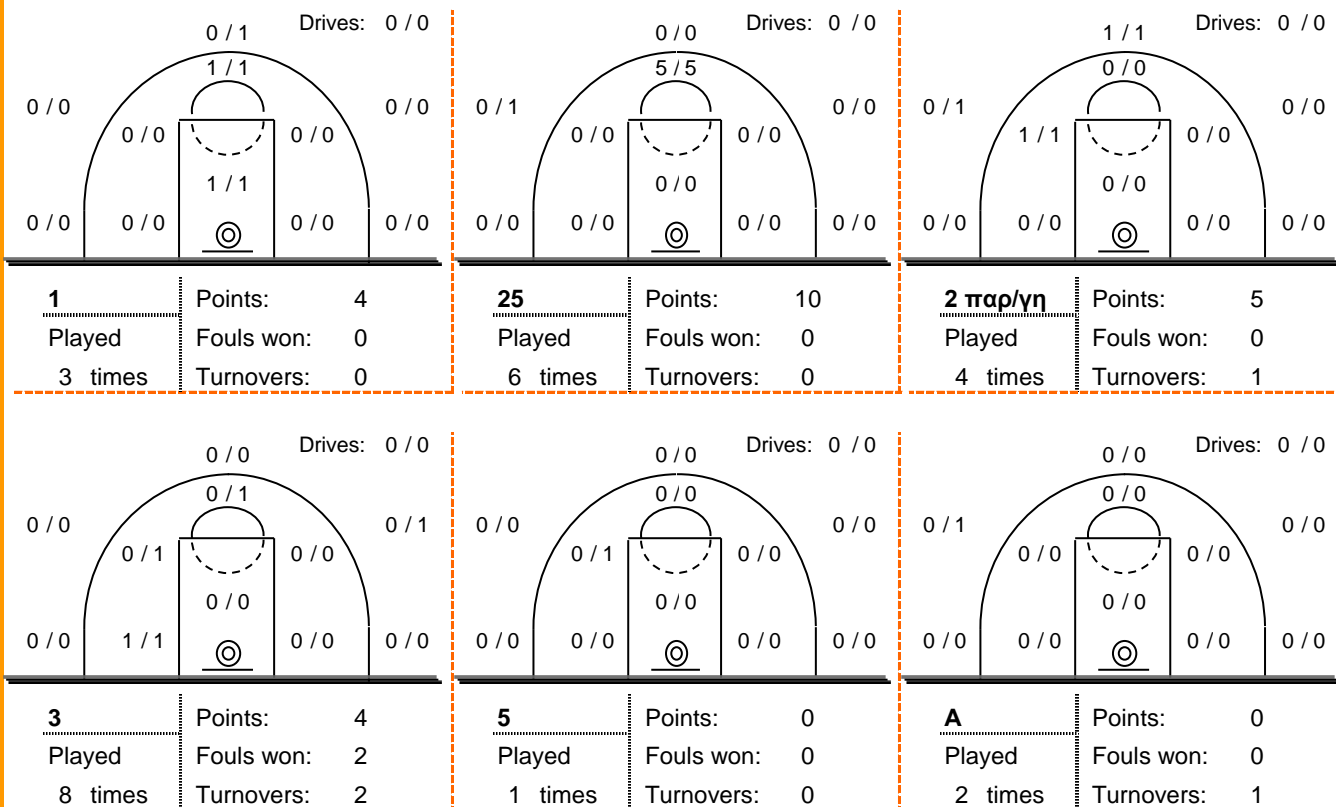 0 / 1 Drives: 0 / 0
1 / 1
0 / 0 0 / 0
0 / 0 0 / 0
1 / 1
0 / 0 0 / 0 0 / 0 0 / 0
1 Points: 4
Played Fouls won: 0
3 times Turnovers: 0
0 / 0 Drives: 0 / 0
5 / 5
0 / 1 0 / 0
0 / 0 0 / 0
0 / 0
0 / 0 0 / 0 0 / 0 0 / 0
25 Points: 10
Played Fouls won: 0
6 times Turnovers: 0
1 / 1 Drives: 0 / 0
0 / 0
0 / 1 0 / 0
1 / 1 0 / 0
0 / 0
0 / 0 0 / 0 0 / 0 0 / 0
2 παρ/γη Points: 5
Played Fouls won: 0
4 times Turnovers: 1
0 / 0 Drives: 0 / 0
0 / 1
0 / 0 0 / 1
0 / 1 0 / 0
0 / 0
0 / 0 1 / 1 0 / 0 0 / 0
3 Points: 4
Played Fouls won: 2
8 times Turnovers: 2
0 / 0 Drives: 0 / 0
0 / 0
0 / 0 0 / 0
0 / 1 0 / 0
0 / 0
0 / 0 0 / 0 0 / 0 0 / 0
5 Points: 0
Played Fouls won: 0
1 times Turnovers: 0
0 / 0 Drives: 0 / 0
0 / 0
0 / 1 0 / 0
0 / 0 0 / 0
0 / 0
0 / 0 0 / 0 0 / 0 0 / 0
A Points: 0
Played Fouls won: 0
2 times Turnovers: 1